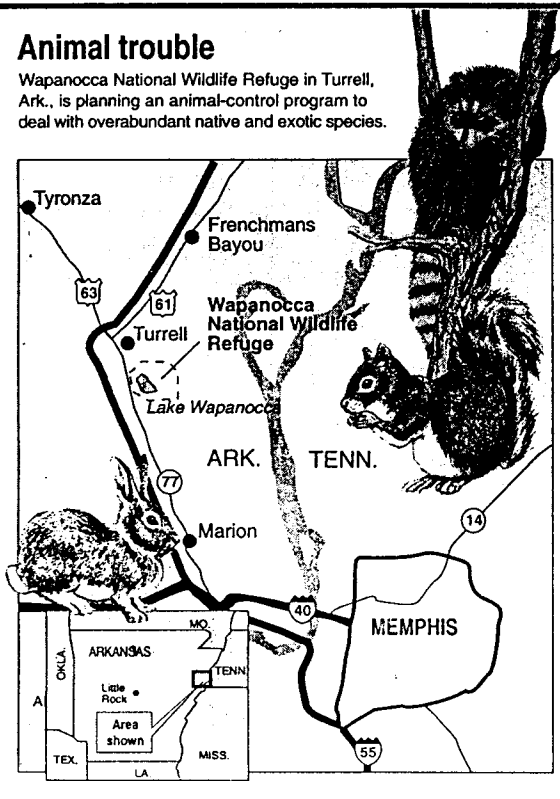 Animal trouble
Wapanocca National Wildlife Refuge in Turrell,
Ark., is planning an animal-control program to
deal with overabundant native and exotic species.
Tyronza
Frenchmans
Bayou
63
61
Wapanocca
National Wildlife
Refuge
Turrell
Lake Wapanocca
ARK.
TENN.
77
14
Marion
40
MEMPHIS
MO.
OKLA.
ARKANSAS
TENN.
Little
Rock
A
Area
shown
MISS.
TEX.
LA.
55